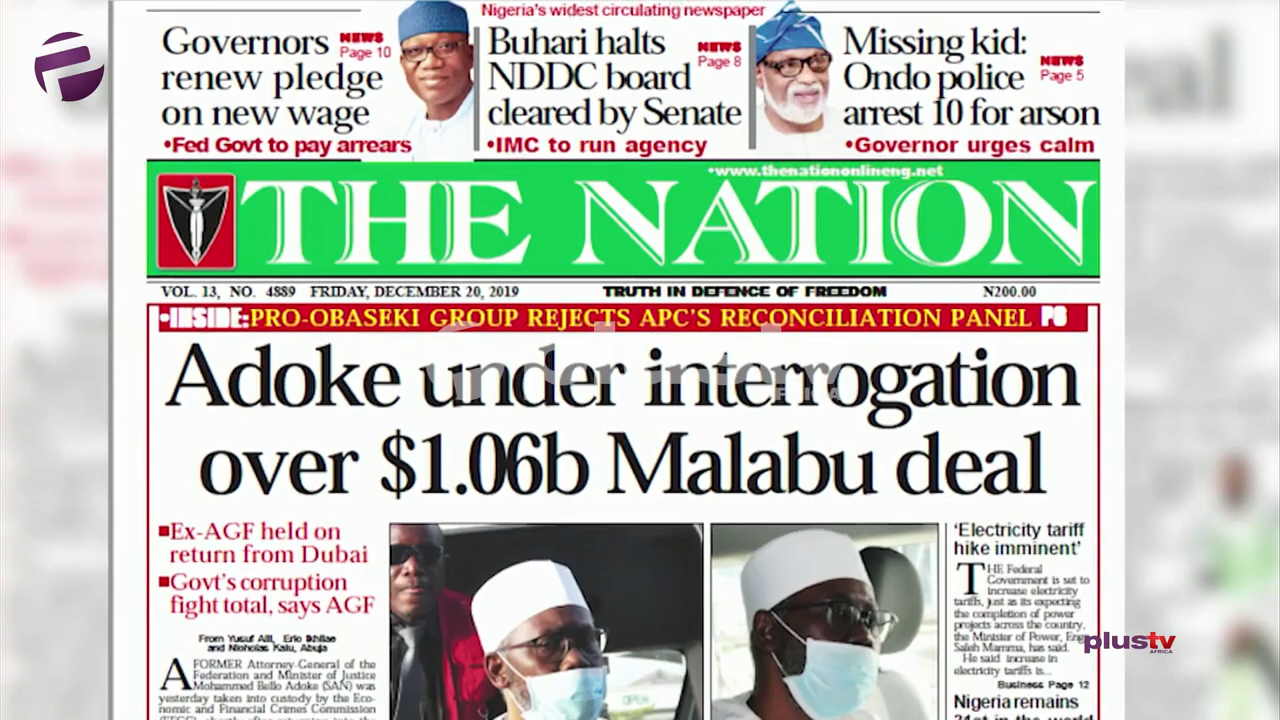 Nigeria's widest circulating newspaper
Governors
renew pledge
on new wage
NEWS
Page 10
•Fed Govt to pay arrears
Buhari halts
NDDC board
cleared by Senate
NEWS
Page 8
•IMC to run agency
Missing kid:
Ondo police
arrest 10 for arson
NEWS
Page 5
•Governor urges calm
•www.thenationonlineng.net
THE NATION
VOL. 13, NO. 4889 FRIDAY, DECEMBER 20, 2019 TRUTH IN DEFENCE OF FREEDOM N200.00
•INSIDE: PRO-OBASEKI GROUP REJECTS APC'S RECONCILIATION PANEL P6
Adoke under interrogation
over $1.06b Malabu deal
■Ex-AGF held on
return from Dubai
■Govt's corruption
fight total, says AGF
From Yusuf Alli, Eric Ikhilae
and Nicholas Kalu, Abuja
A FORMER Attorney-General of the
Federation and Minister of Justice
Mohammed Bello Adoke (SAN) was
yesterday taken into custody by the Eco-
nomic and Financial Crimes Commission
'Electricity tariff
hike imminent'
THE Federal
Government is set to
increase electricity
tariffs, just as its expecting
the completion of power
projects across the country,
the Minister of Power, Eng
Saleh Mamma, has said.
He said increase in
electricity tariffs is...
Business Page 12
Nigeria remains
plustv
AFRICA